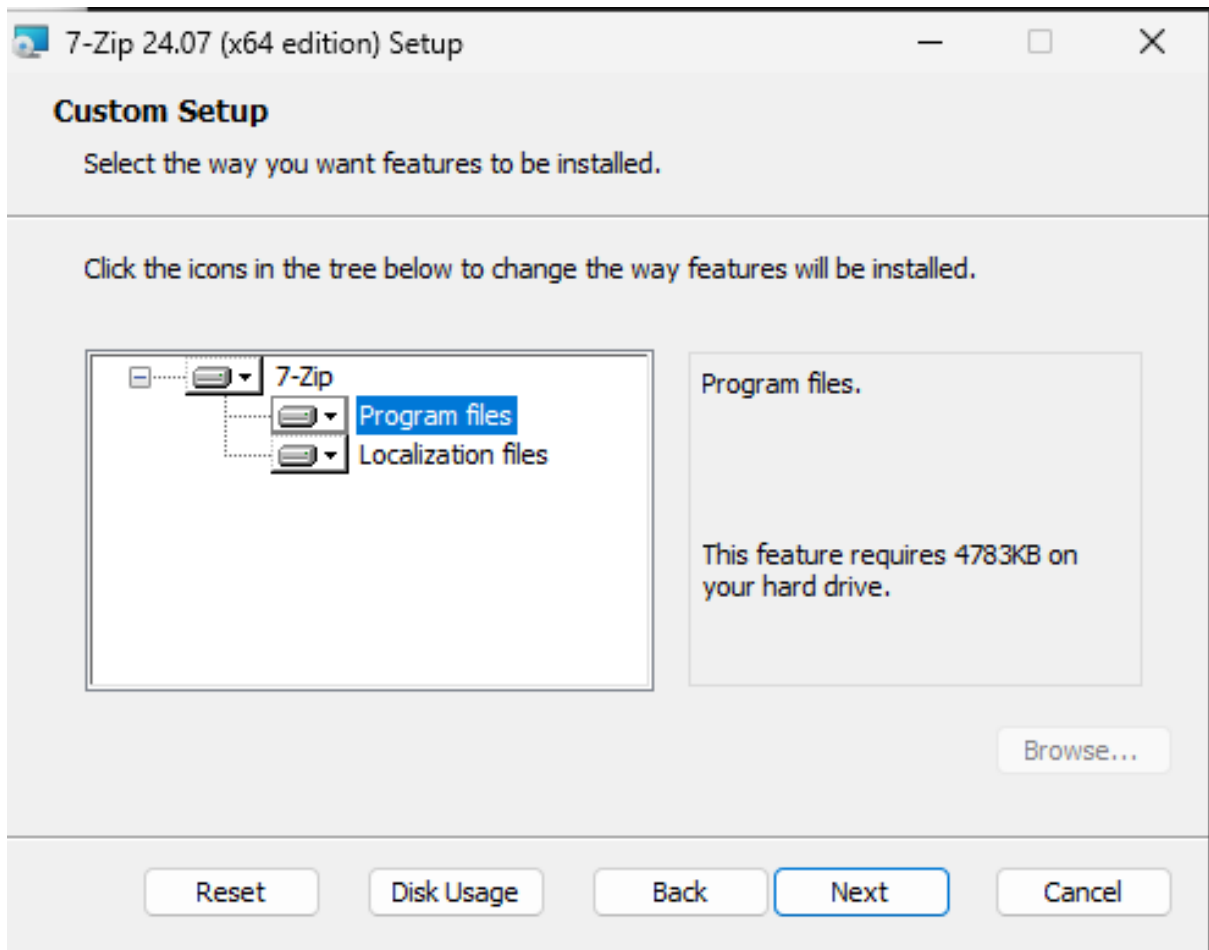 7-Zip 24.07 (x64 edition) Setup
Custom Setup
Select the way you want features to be installed.
Click the icons in the tree below to change the way features will be installed.
7-Zip
Program files
Localization files
Program files.
This feature requires 4783KB on
your hard drive.
Browse...
Reset Disk Usage Back Next Cancel